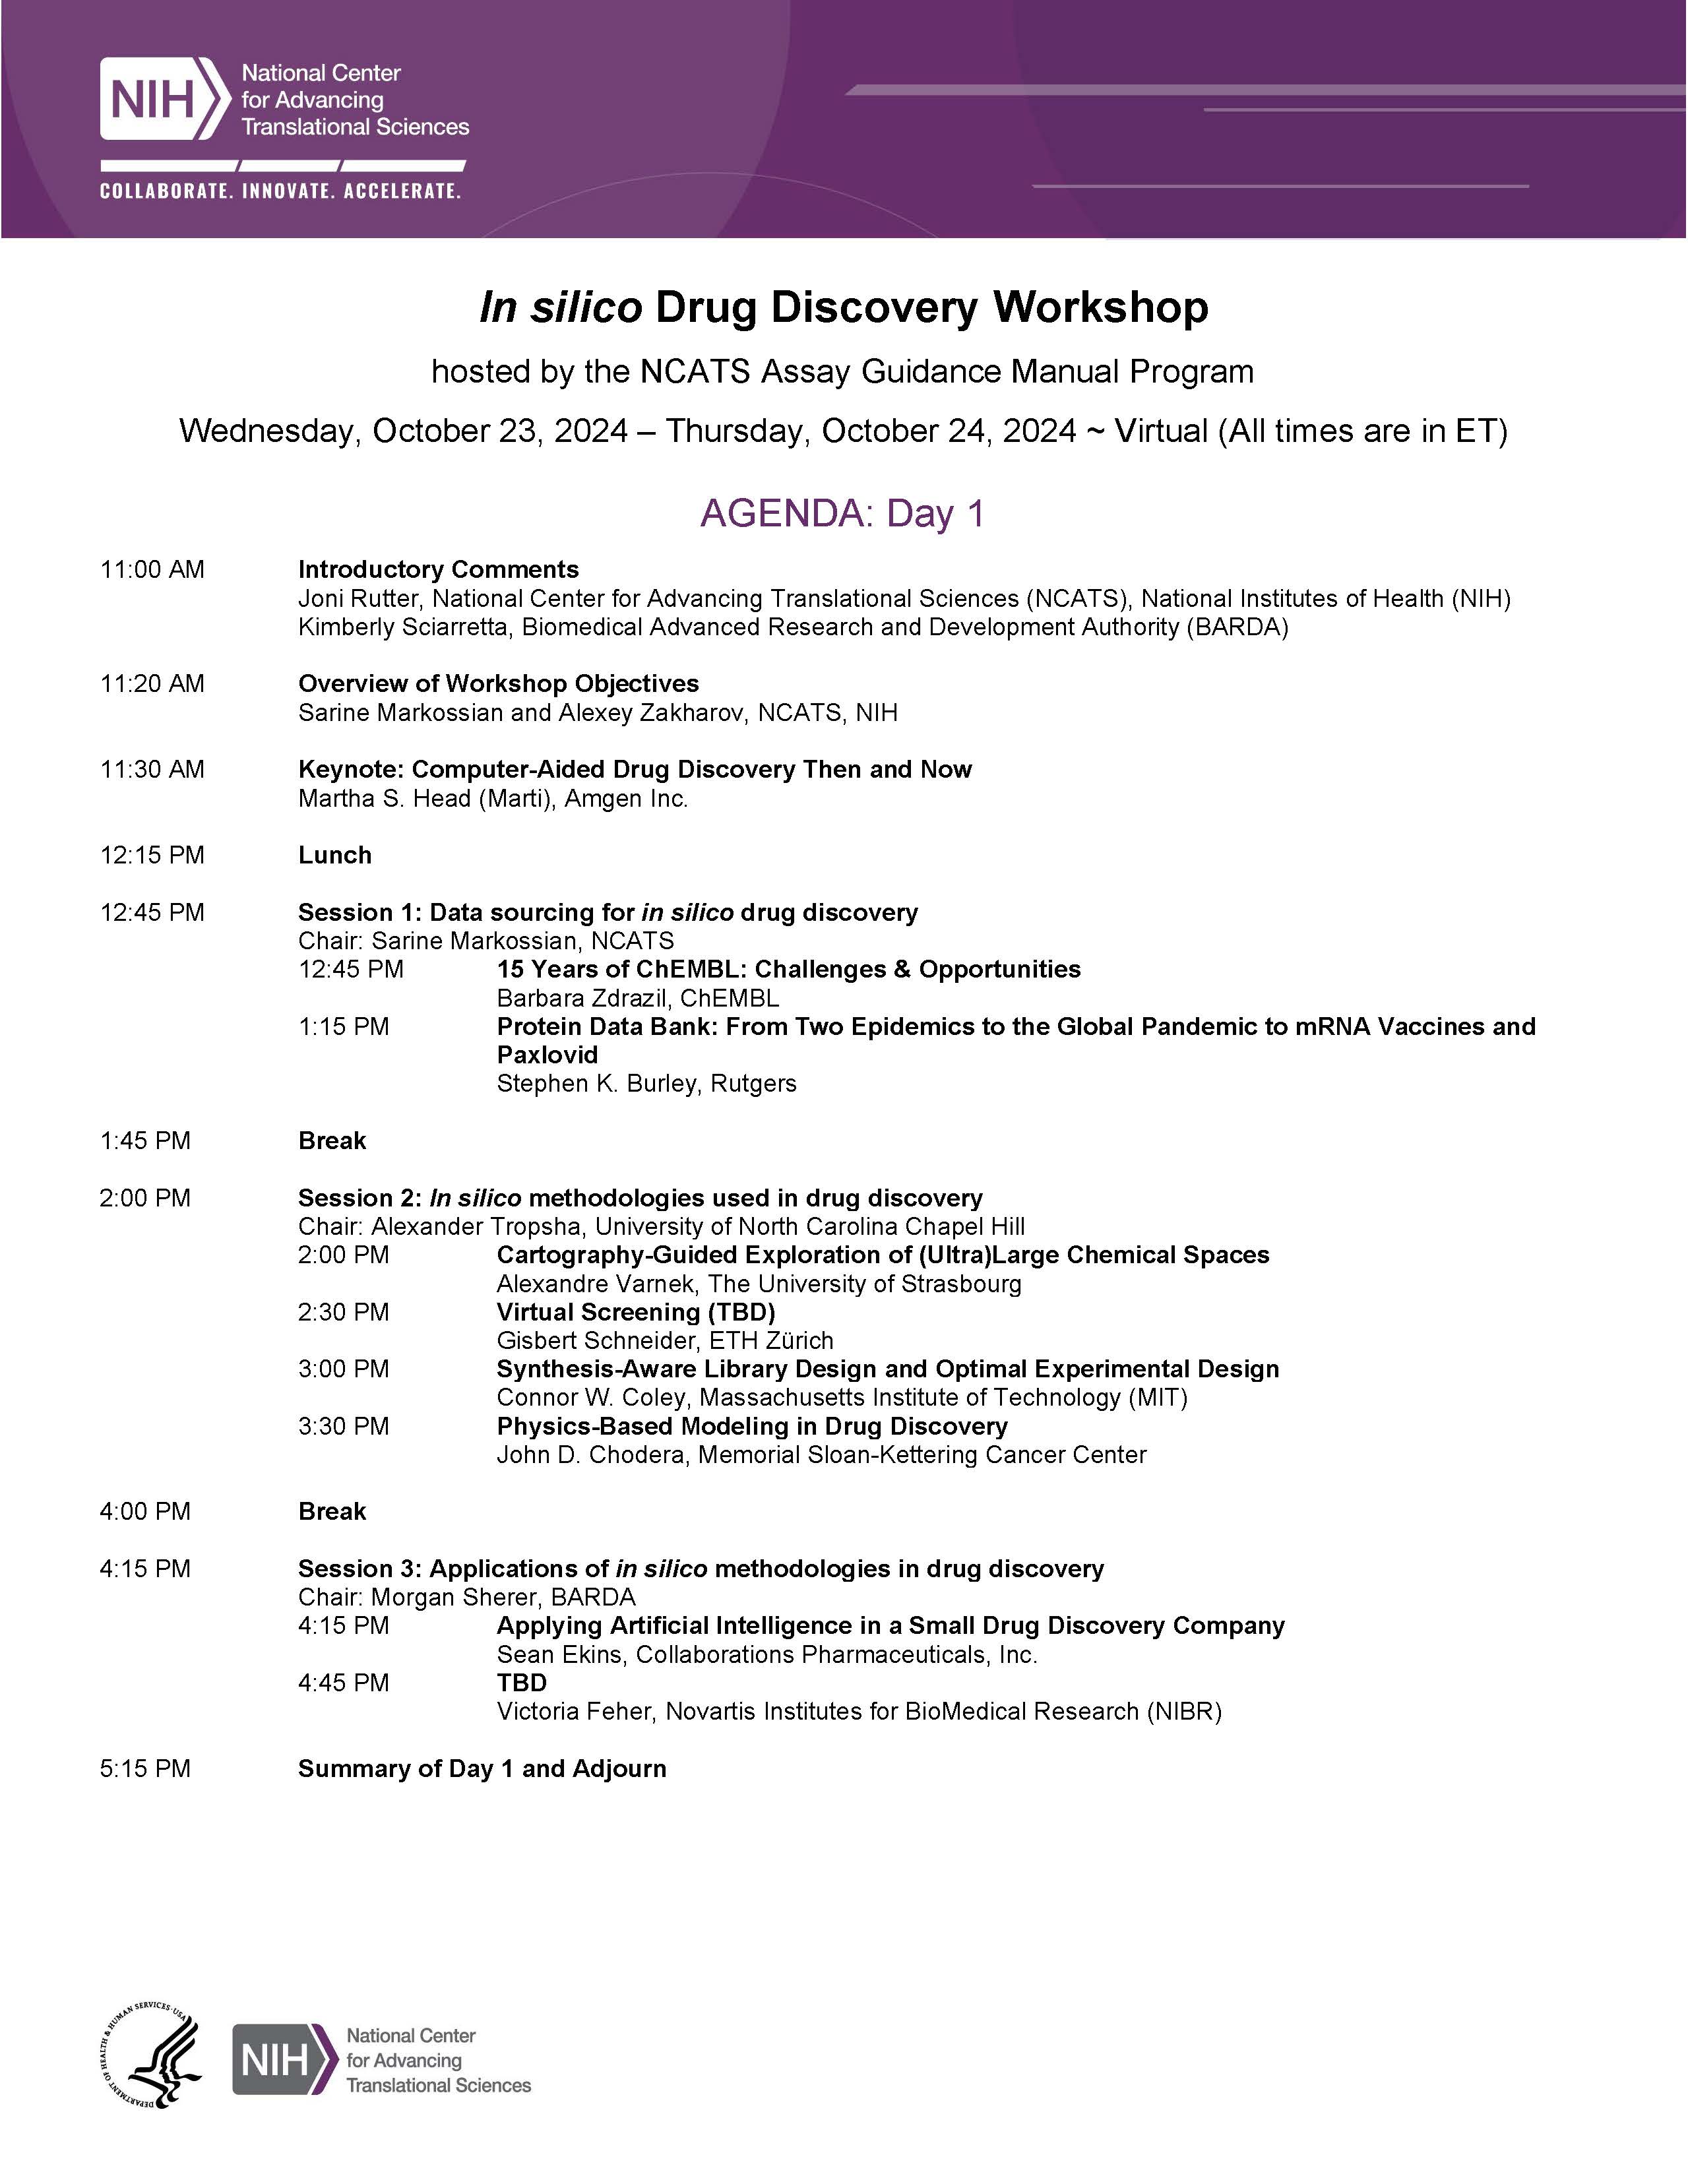 NIH
National Center
for Advancing
Translational Sciences
COLLABORATE. INNOVATE. ACCELERATE.
In silico Drug Discovery Workshop
hosted by the NCATS Assay Guidance Manual Program
Wednesday, October 23, 2024 – Thursday, October 24, 2024 ~ Virtual (All times are in ET)
AGENDA: Day 1
11:00 AM Introductory Comments
Joni Rutter, National Center for Advancing Translational Sciences (NCATS), National Institutes of Health (NIH)
Kimberly Sciarretta, Biomedical Advanced Research and Development Authority (BARDA)
11:20 AM Overview of Workshop Objectives
Sarine Markossian and Alexey Zakharov, NCATS, NIH
11:30 AM Keynote: Computer-Aided Drug Discovery Then and Now
Martha S. Head (Marti), Amgen Inc.
12:15 PM Lunch
12:45 PM Session 1: Data sourcing for in silico drug discovery
Chair: Sarine Markossian, NCATS
12:45 PM 15 Years of ChEMBL: Challenges & Opportunities
Barbara Zdrazil, ChEMBL
1:15 PM Protein Data Bank: From Two Epidemics to the Global Pandemic to mRNA Vaccines and
Paxlovid
Stephen K. Burley, Rutgers
1:45 PM Break
2:00 PM Session 2: In silico methodologies used in drug discovery
Chair: Alexander Tropsha, University of North Carolina Chapel Hill
2:00 PM Cartography-Guided Exploration of (Ultra)Large Chemical Spaces
Alexandre Varnek, The University of Strasbourg
2:30 PM Virtual Screening (TBD)
Gisbert Schneider, ETH Zürich
3:00 PM Synthesis-Aware Library Design and Optimal Experimental Design
Connor W. Coley, Massachusetts Institute of Technology (MIT)
3:30 PM Physics-Based Modeling in Drug Discovery
John D. Chodera, Memorial Sloan-Kettering Cancer Center
4:00 PM Break
4:15 PM Session 3: Applications of in silico methodologies in drug discovery
Chair: Morgan Sherer, BARDA
4:15 PM Applying Artificial Intelligence in a Small Drug Discovery Company
Sean Ekins, Collaborations Pharmaceuticals, Inc.
4:45 PM TBD
Victoria Feher, Novartis Institutes for BioMedical Research (NIBR)
5:15 PM Summary of Day 1 and Adjourn
DEPARTMENT OF HEALTH & HUMAN SERVICES·USA
NIH
National Center
for Advancing
Translational Sciences